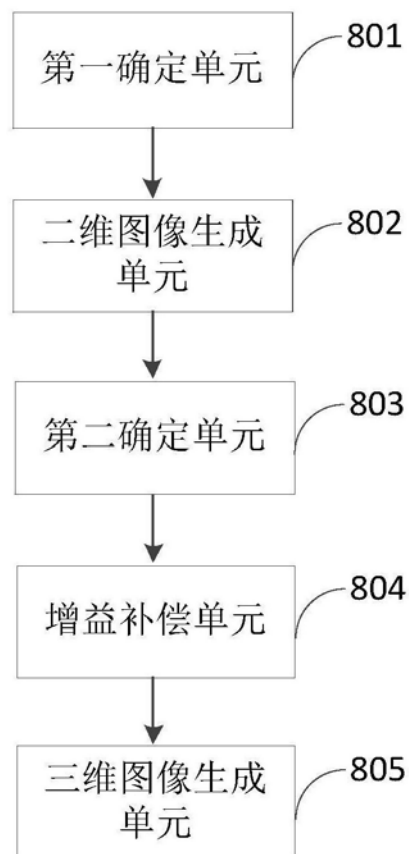 第一确定单元
801
二维图像生成
单元
802
第二确定单元
803
增益补偿单元
804
三维图像生成
单元
805